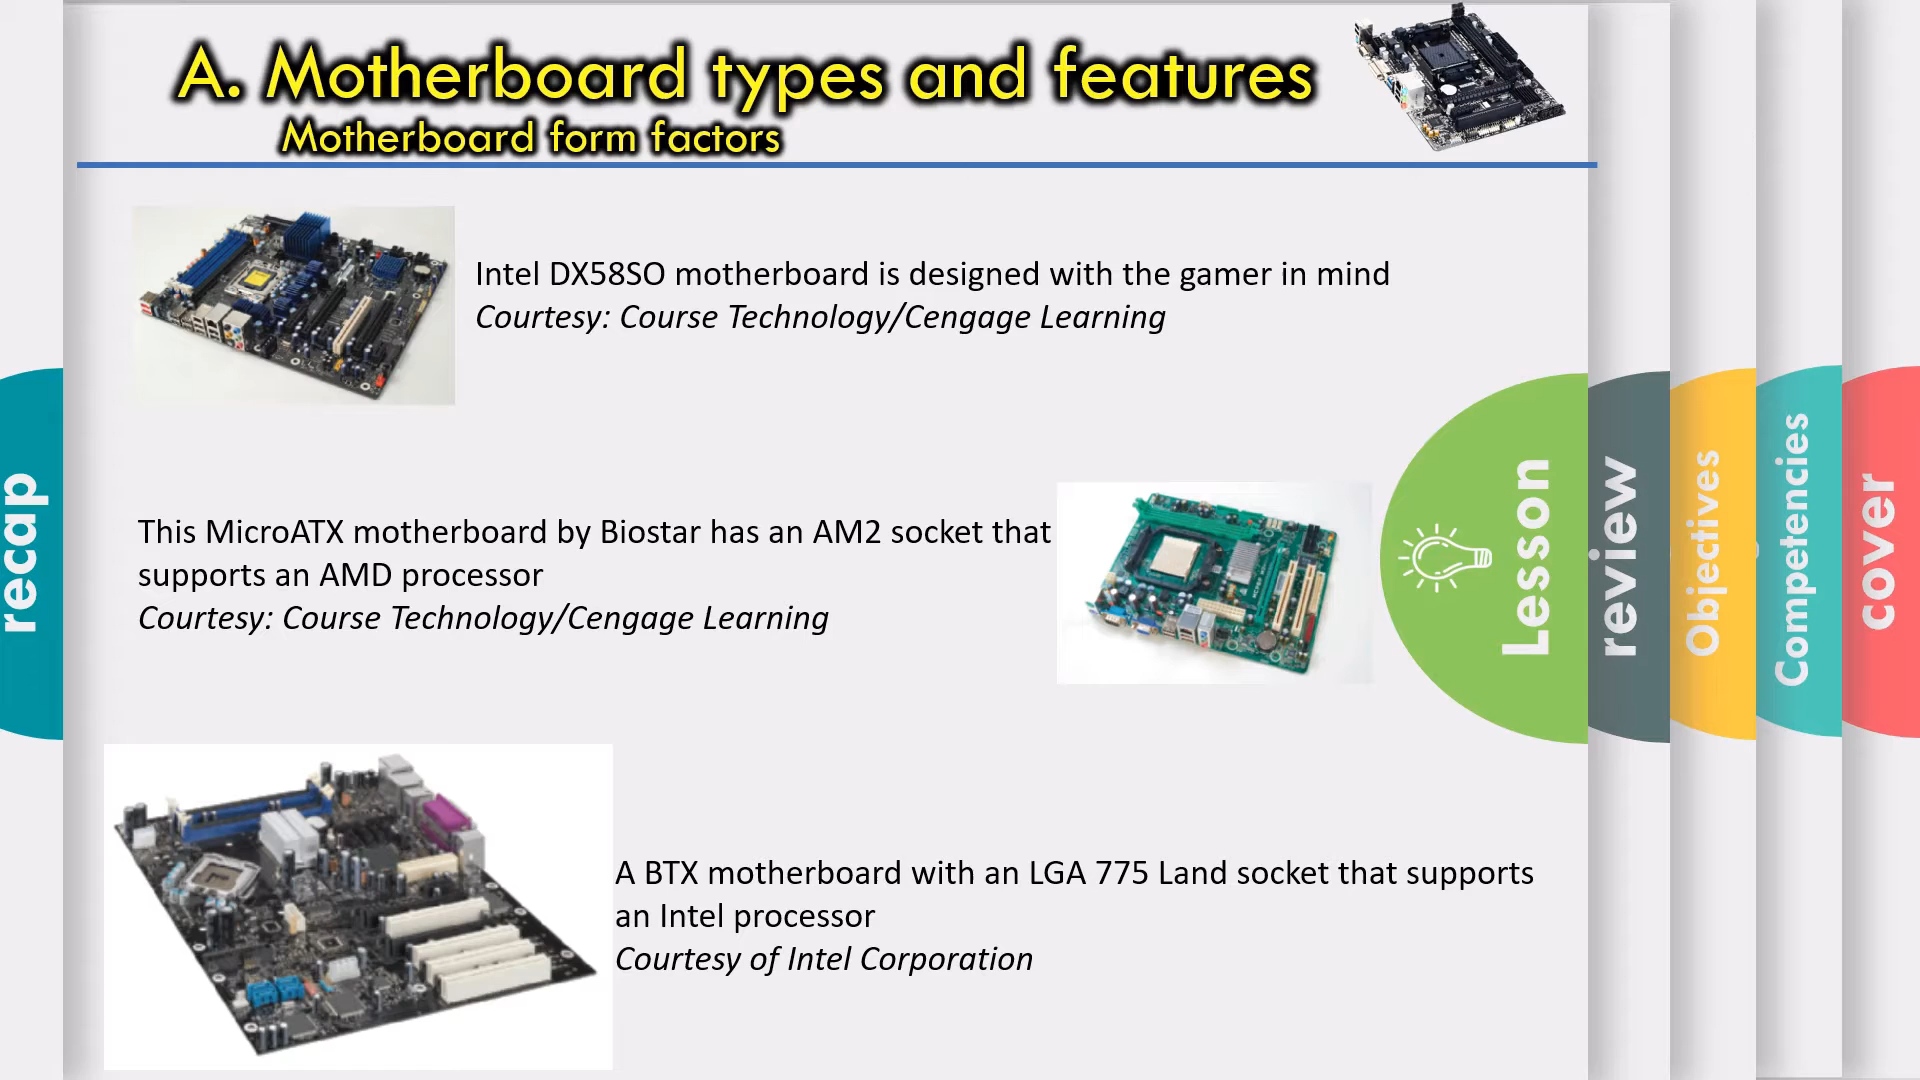 A. Motherboard types and features
Motherboard form factors
Intel DX58SO motherboard is designed with the gamer in mind
Courtesy: Course Technology/Cengage Learning
This MicroATX motherboard by Biostar has an AM2 socket that
supports an AMD processor
Courtesy: Course Technology/Cengage Learning
A BTX motherboard with an LGA 775 Land socket that supports
an Intel processor
Courtesy of Intel Corporation
recap
Lesson
review
Objectives
Competencies
cover